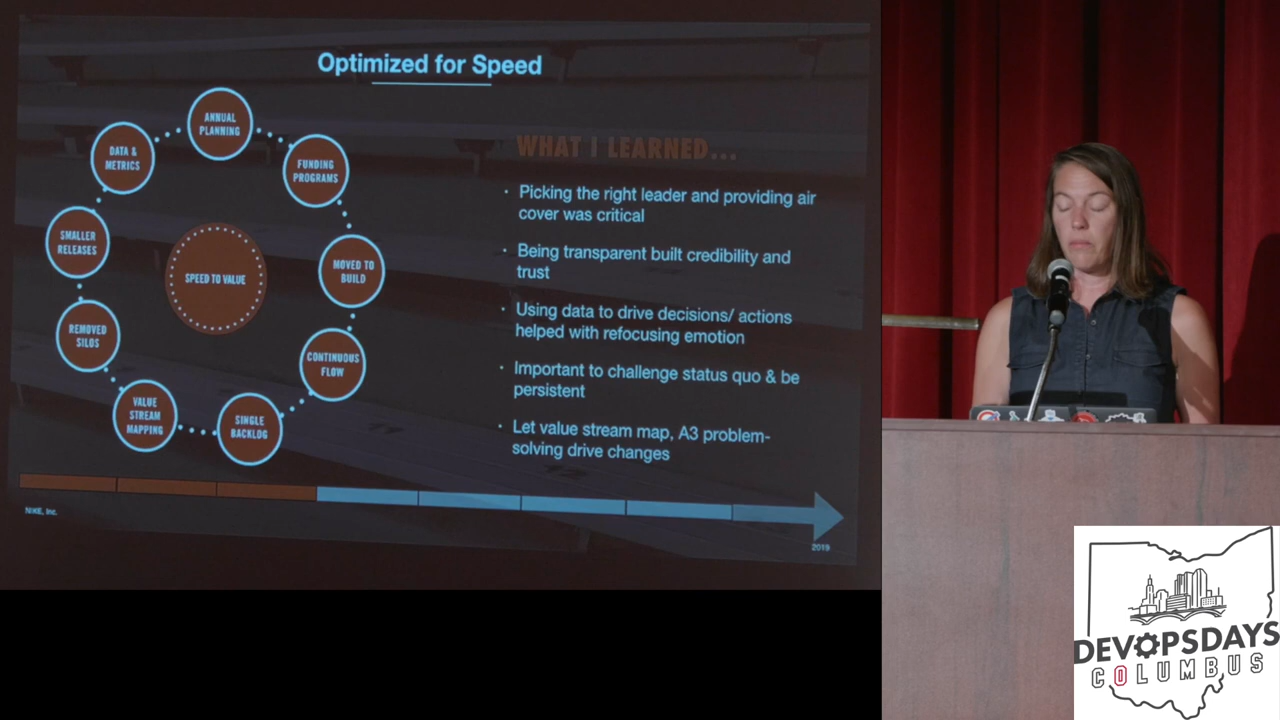 Optimized for Speed
ANNUAL
PLANNING
FUNDING
PROGRAMS
MOVED TO
BUILD
CONTINUOUS
FLOW
SINGLE
BACKLOG
VALUE
STREAM
MAPPING
REMOVED
SILOS
SMALLER
RELEASES
DATA &
METRICS
SPEED TO VALUE
WHAT I LEARNED...
· Picking the right leader and providing air
cover was critical
· Being transparent built credibility and
trust
· Using data to drive decisions/ actions
helped with refocusing emotion
· Important to challenge status quo & be
persistent
· Let value stream map, A3 problem-
solving drive changes
NIKE, Inc.
2019
DEVOPSDAYS
COLUMBUS